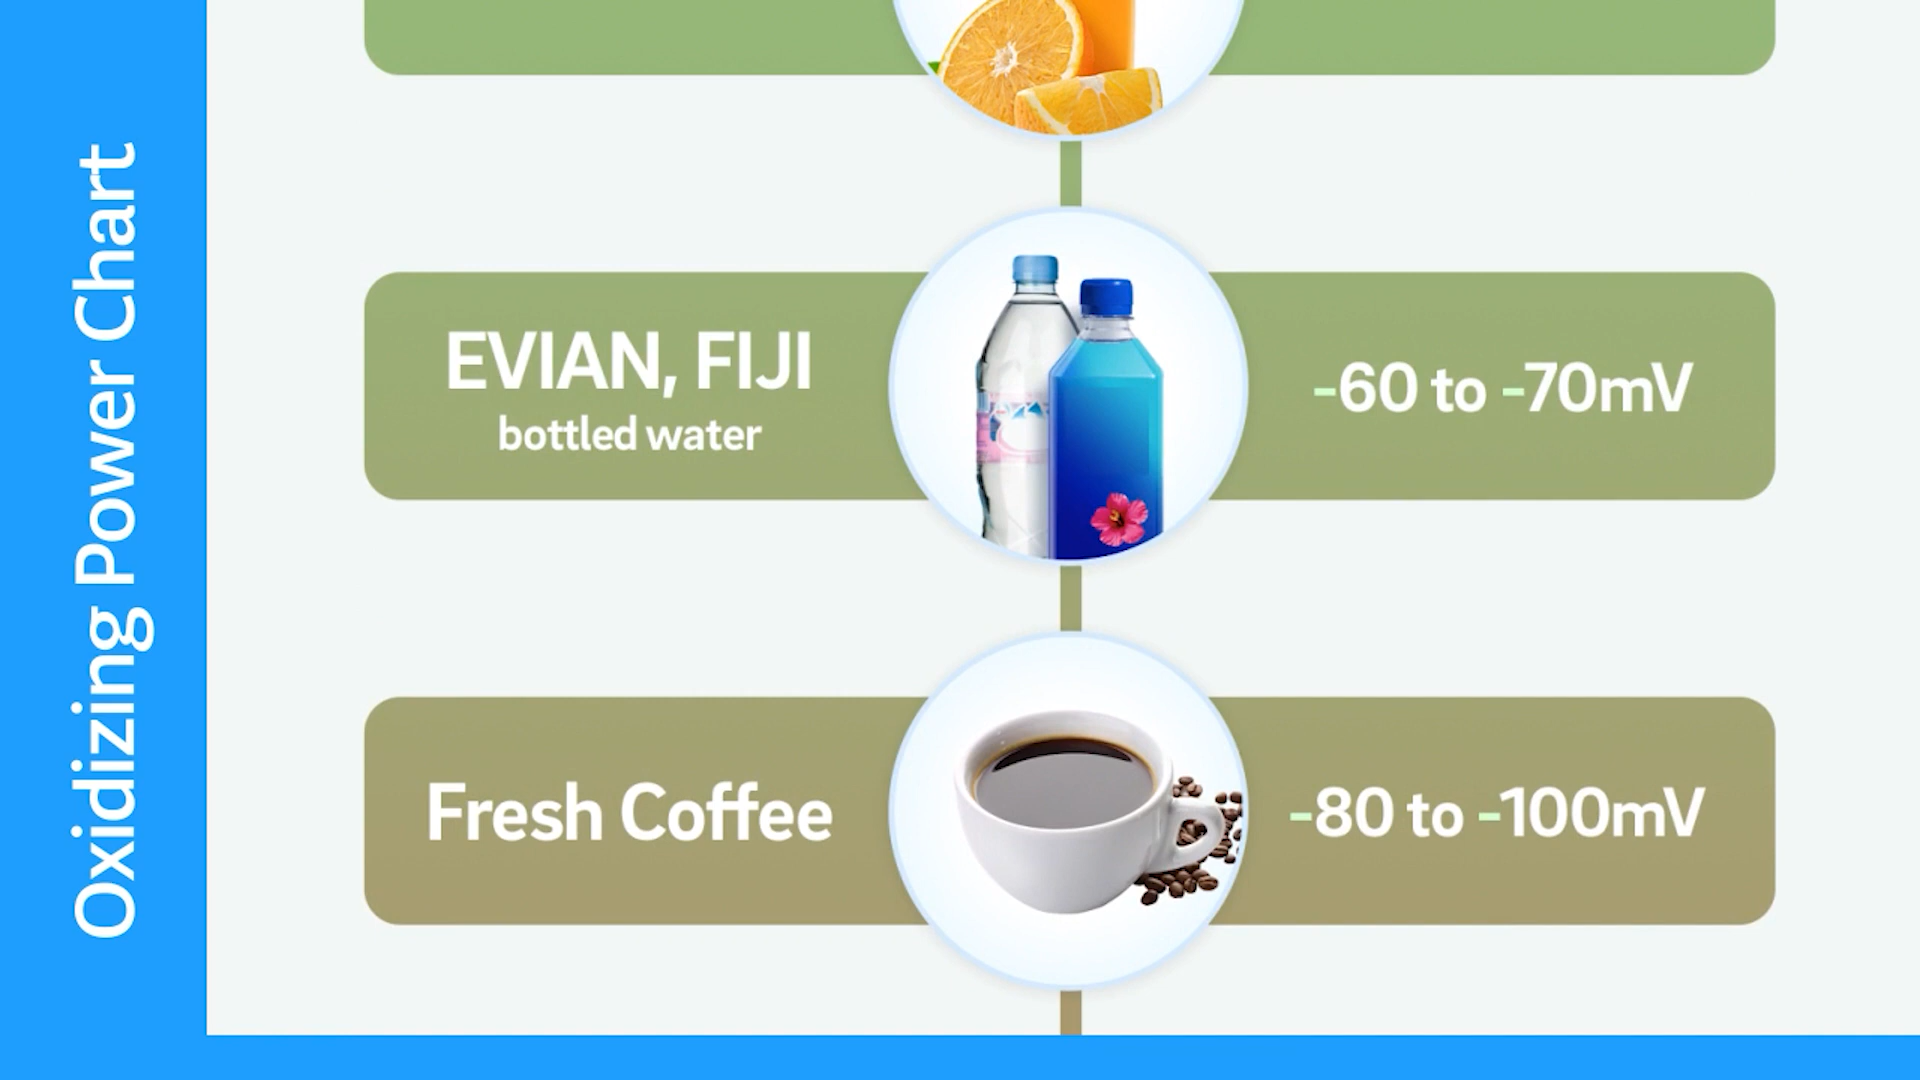 Oxidizing Power Chart
EVIAN, FIJI
bottled water
-60 to -70mV
Fresh Coffee
-80 to -100mV